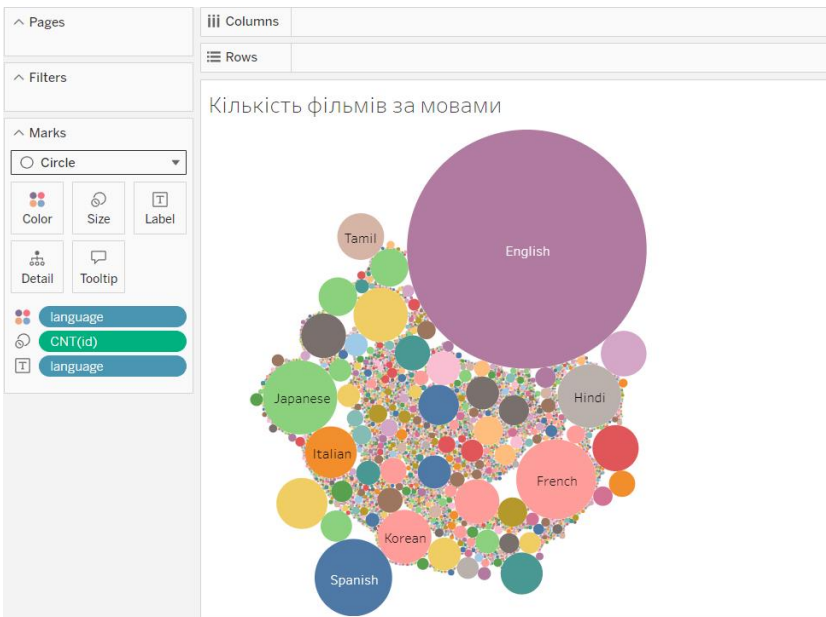 Pages
Columns
Rows
Filters
Marks
Circle
Color
Size
Label
Detail
Tooltip
language
CNT(id)
T
language
Кількість фільмів за мовами
English
Tamil
Japanese
Hindi
Italian
French
Korean
Spanish